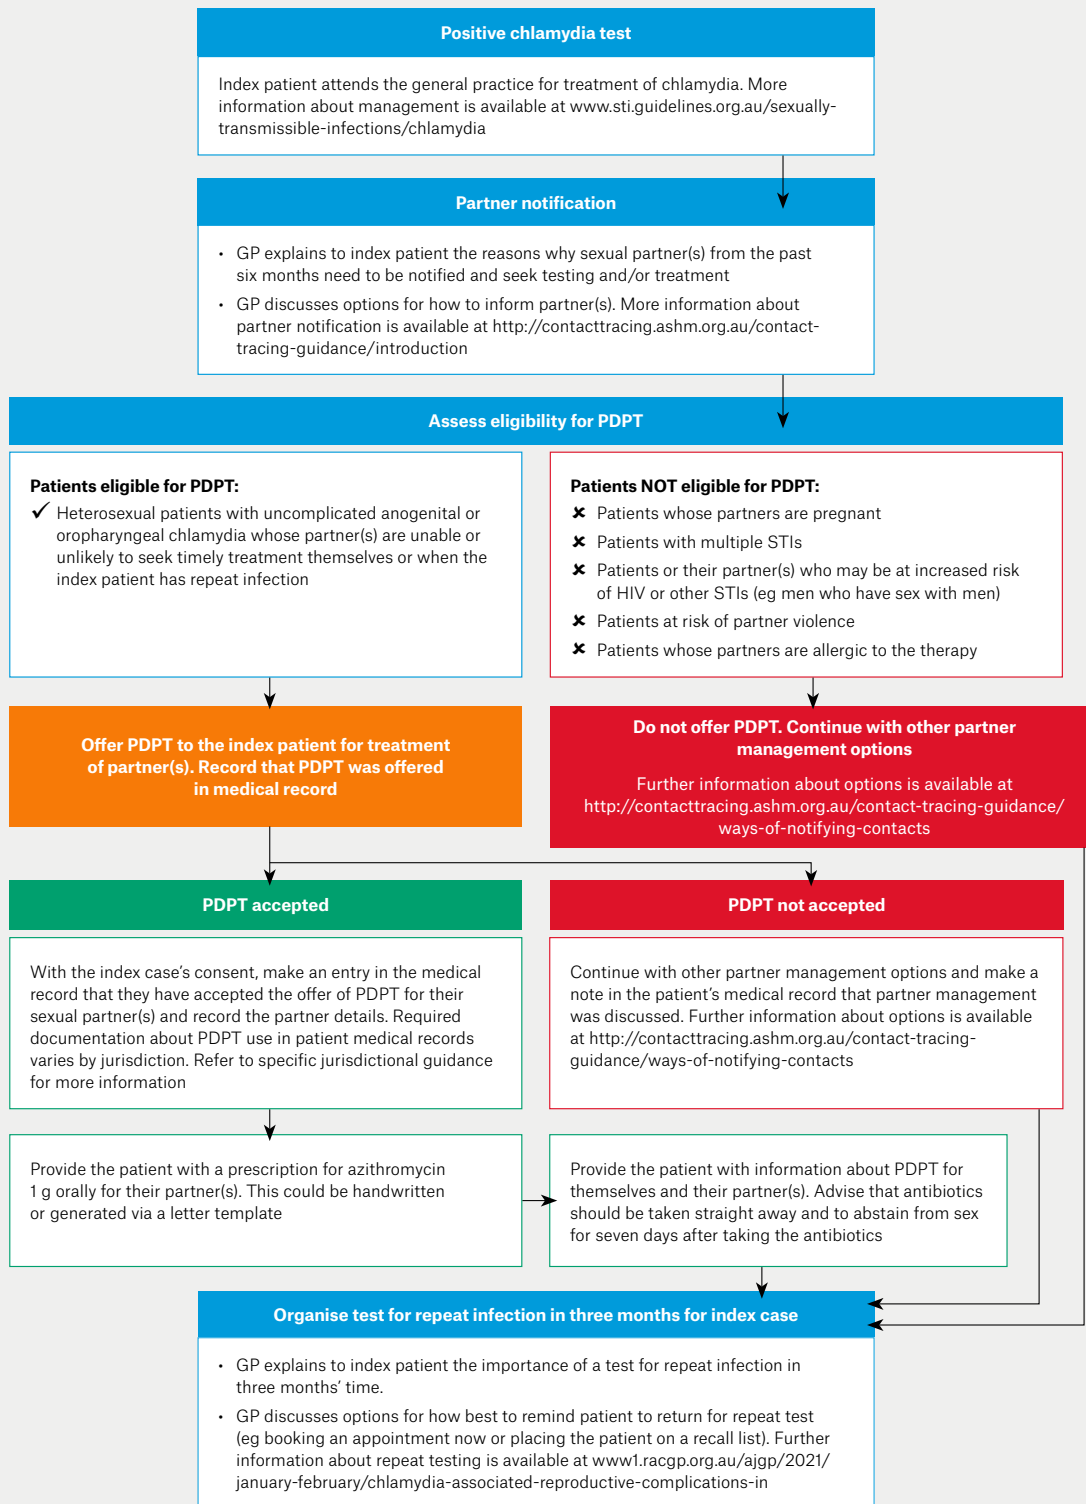 Positive chlamydia test
Index patient attends the general practice for treatment of chlamydia. More
information about management is available at www.sti.guidelines.org.au/sexually-
transmissible-infections/chlamydia
Partner notification
• GP explains to index patient the reasons why sexual partner(s) from the past
six months need to be notified and seek testing and/or treatment
• GP discusses options for how to inform partner(s). More information about
partner notification is available at http://contacttracing.ashm.org.au/contact-
tracing-guidance/introduction
Assess eligibility for PDPT
Patients eligible for PDPT:
✓ Heterosexual patients with uncomplicated anogenital or
oropharyngeal chlamydia whose partner(s) are unable or
unlikely to seek timely treatment themselves or when the
index patient has repeat infection
Patients NOT eligible for PDPT:
✘ Patients whose partners are pregnant
✘ Patients with multiple STIs
✘ Patients or their partner(s) who may be at increased risk
of HIV or other STIs (eg men who have sex with men)
✘ Patients at risk of partner violence
✘ Patients whose partners are allergic to the therapy
Offer PDPT to the index patient for treatment
of partner(s). Record that PDPT was offered
in medical record
Do not offer PDPT. Continue with other partner
management options
Further information about options is available at
http://contacttracing.ashm.org.au/contact-tracing-guidance/
ways-of-notifying-contacts
PDPT accepted
With the index case's consent, make an entry in the medical
record that they have accepted the offer of PDPT for their
sexual partner(s) and record the partner details. Required
documentation about PDPT use in patient medical records
varies by jurisdiction. Refer to specific jurisdictional guidance
for more information
PDPT not accepted
Continue with other partner management options and make a
note in the patient's medical record that partner management
was discussed. Further information about options is available
at http://contacttracing.ashm.org.au/contact-tracing-
guidance/ways-of-notifying-contacts
Provide the patient with a prescription for azithromycin
1 g orally for their partner(s). This could be handwritten
or generated via a letter template
Provide the patient with information about PDPT for
themselves and their partner(s). Advise that antibiotics
should be taken straight away and to abstain from sex
for seven days after taking the antibiotics
Organise test for repeat infection in three months for index case
• GP explains to index patient the importance of a test for repeat infection in
three months' time.
• GP discusses options for how best to remind patient to return for repeat test
(eg booking an appointment now or placing the patient on a recall list). Further
information about repeat testing is available at www1.racgp.org.au/ajgp/2021/
january-february/chlamydia-associated-reproductive-complications-in